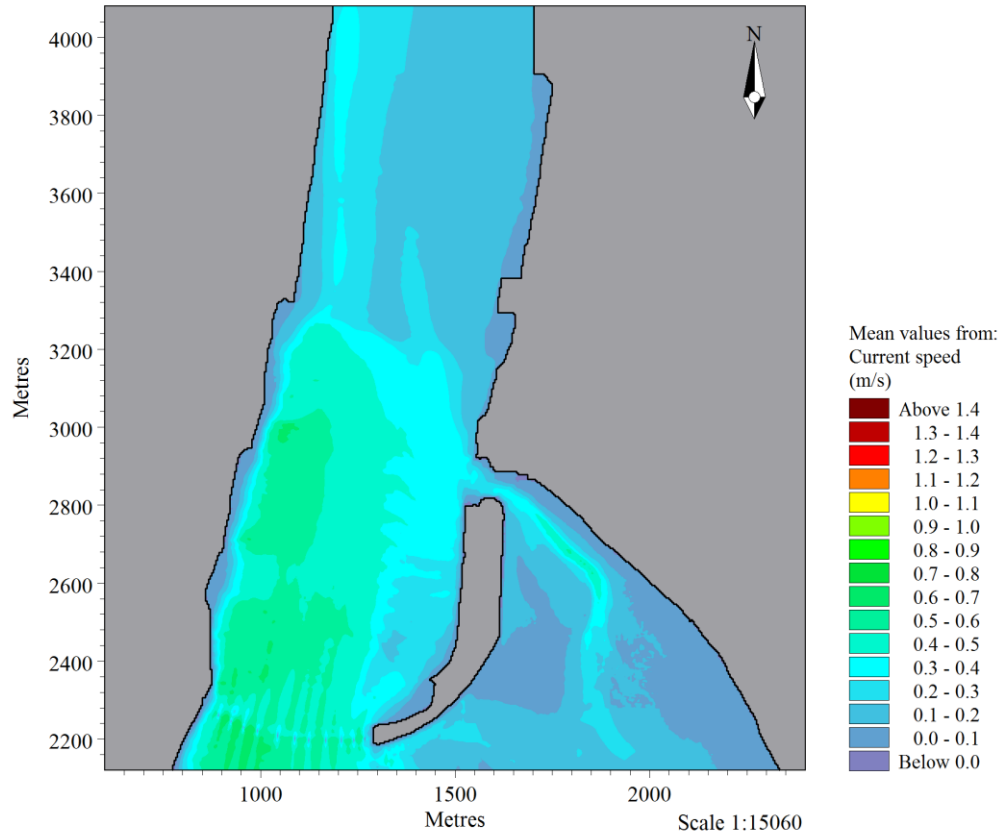 N
4000
3800
3600
3400
3200
3000
2800
2600
2400
2200
Metres
1000
1500
2000
Metres
Scale 1:15060
Mean values from:
Current speed
(m/s)
Above 1.4
1.3 - 1.4
1.2 - 1.3
1.1 - 1.2
1.0 - 1.1
0.9 - 1.0
0.8 - 0.9
0.7 - 0.8
0.6 - 0.7
0.5 - 0.6
0.4 - 0.5
0.3 - 0.4
0.2 - 0.3
0.1 - 0.2
0.0 - 0.1
Below 0.0